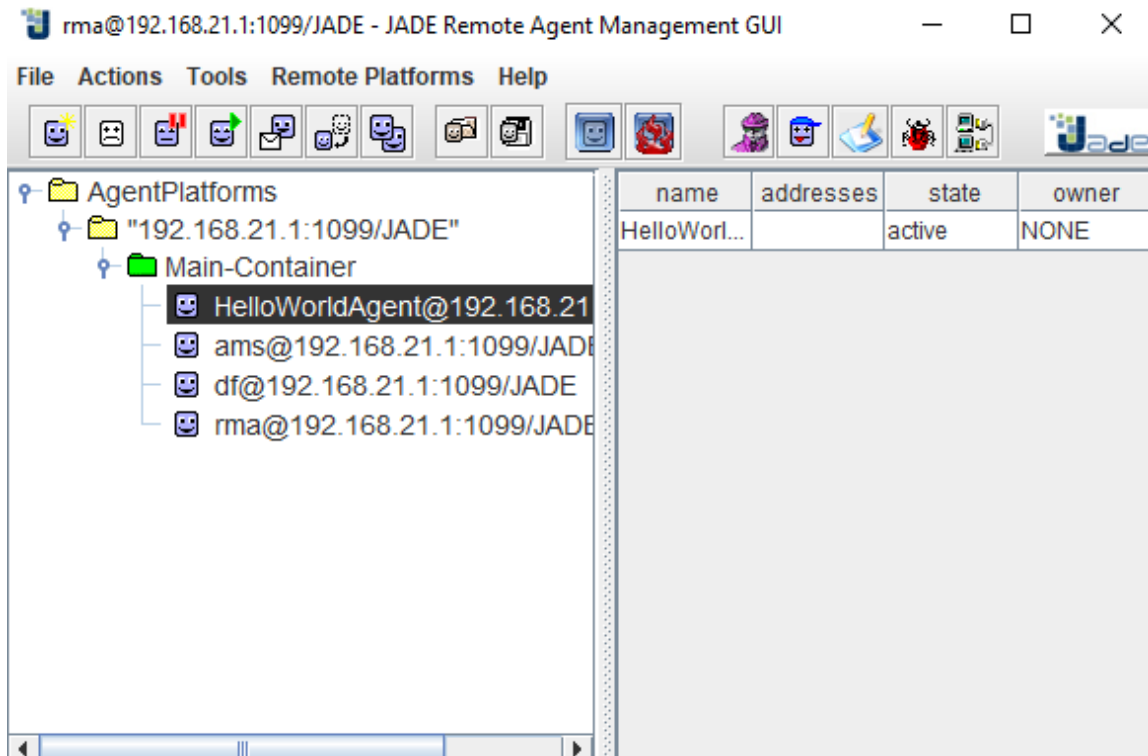 rma@192.168.21.1:1099/JADE - JADE Remote Agent Management GUI
File Actions Tools Remote Platforms Help
Jade
AgentPlatforms
"192.168.21.1:1099/JADE"
Main-Container
HelloWorldAgent@192.168.21
ams@192.168.21.1:1099/JADE
df@192.168.21.1:1099/JADE
rma@192.168.21.1:1099/JADE
name addresses state owner
HelloWorl... active NONE